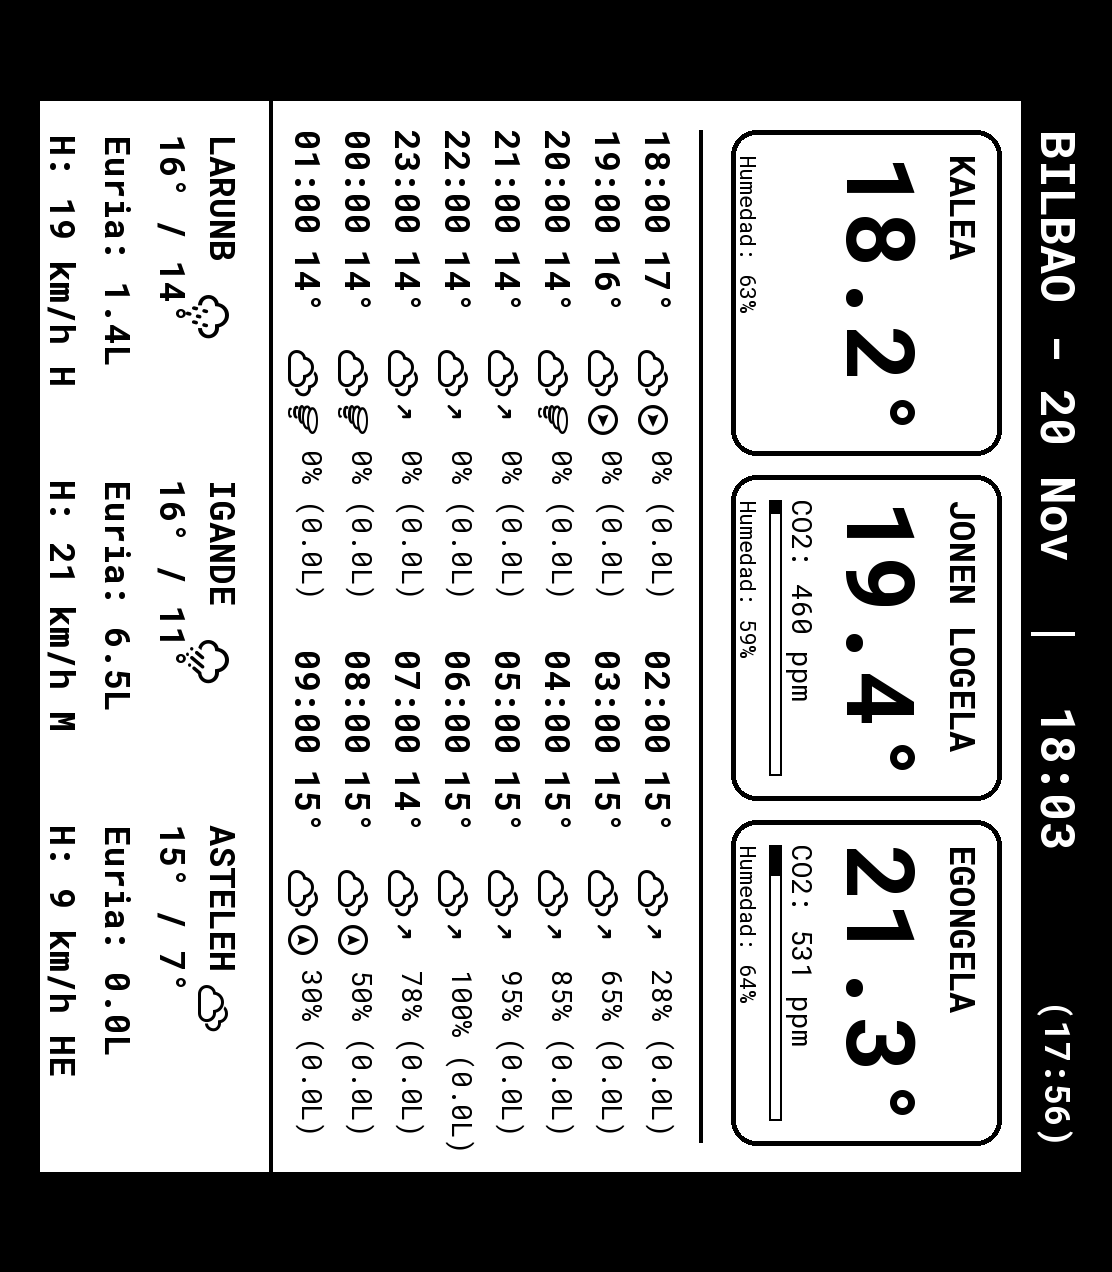 BILBAO - 20 Nov | 18:03 (17:56)
KALEA
18.2°
Humedad: 63%
JONEN LOGELA
19.4°
CO2: 460 ppm
Humedad: 59%
EGONGELA
21.3°
CO2: 531 ppm
Humedad: 64%
18:00 17° 0% (0.0L)
19:00 16° 0% (0.0L)
20:00 14° 0% (0.0L)
21:00 14° 0% (0.0L)
22:00 14° 0% (0.0L)
23:00 14° 0% (0.0L)
00:00 14° 0% (0.0L)
01:00 14° 0% (0.0L)
02:00 15° 28% (0.0L)
03:00 15° 65% (0.0L)
04:00 15° 85% (0.0L)
05:00 15° 95% (0.0L)
06:00 15° 100% (0.0L)
07:00 14° 78% (0.0L)
08:00 15° 50% (0.0L)
09:00 15° 30% (0.0L)
LARUNB
16° / 14°
Euria: 1.4L
H: 19 km/h H
IGANDE
16° / 11°
Euria: 6.5L
H: 21 km/h M
ASTELEH
15° / 7°
Euria: 0.0L
H: 9 km/h HE